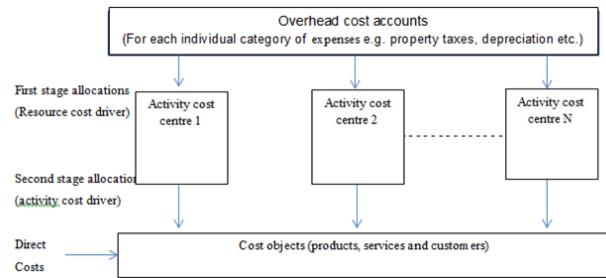 Overhead cost accounts
(For each individual category of expenses e.g. property taxes, depreciation etc.)
First stage allocations
(Resource cost driver)
Activity cost
centre 1
Activity cost
centre 2
Activity cost
centre N
Second stage allocation
(activity cost driver)
Direct
Costs
Cost objects (products, services and customers)